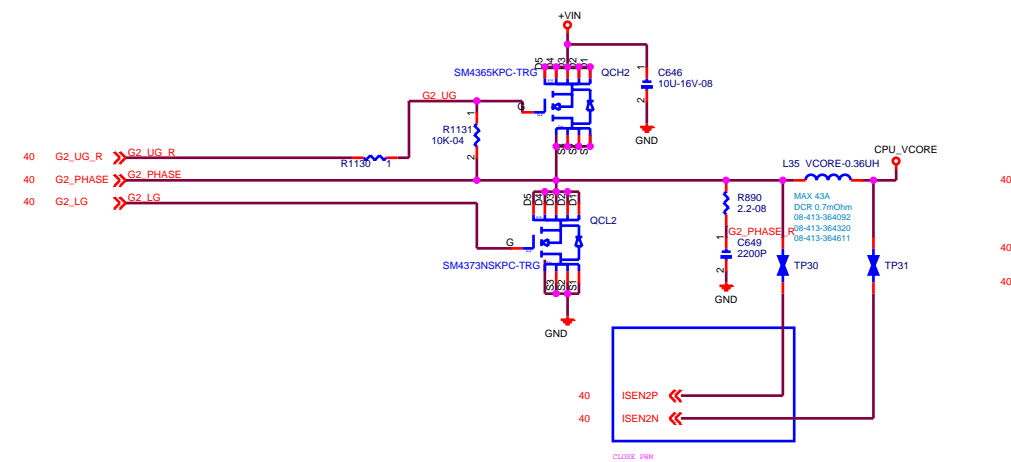 +VIN
D5
D4
D3
D2
D1
SM4365KPC-TRG
QCH2
1
C646
10U-16V-08
2
GND
G2_UG
G
1
R1131
10K-04
2
40 G2_UG_R G2_UG_R
R1130 1
40 G2_PHASE G2_PHASE
40 G2_LG G2_LG
CPU_VCORE
L35 VCORE-0.36UH
40
MAX 43A
DCR 0.7mOhm
08-413-364092
08-413-364320
08-413-364611
R890
2.2-08
1
G2_PHASE_R
C649
2200P
2
GND
D5
D4
D3
D2
D1
QCL2
G
SM4373NSKPC-TRG
S3
S2
S1
GND
TP30
TP31
40
40
40 ISEN2P
40 ISEN2N
CLOSE PWM